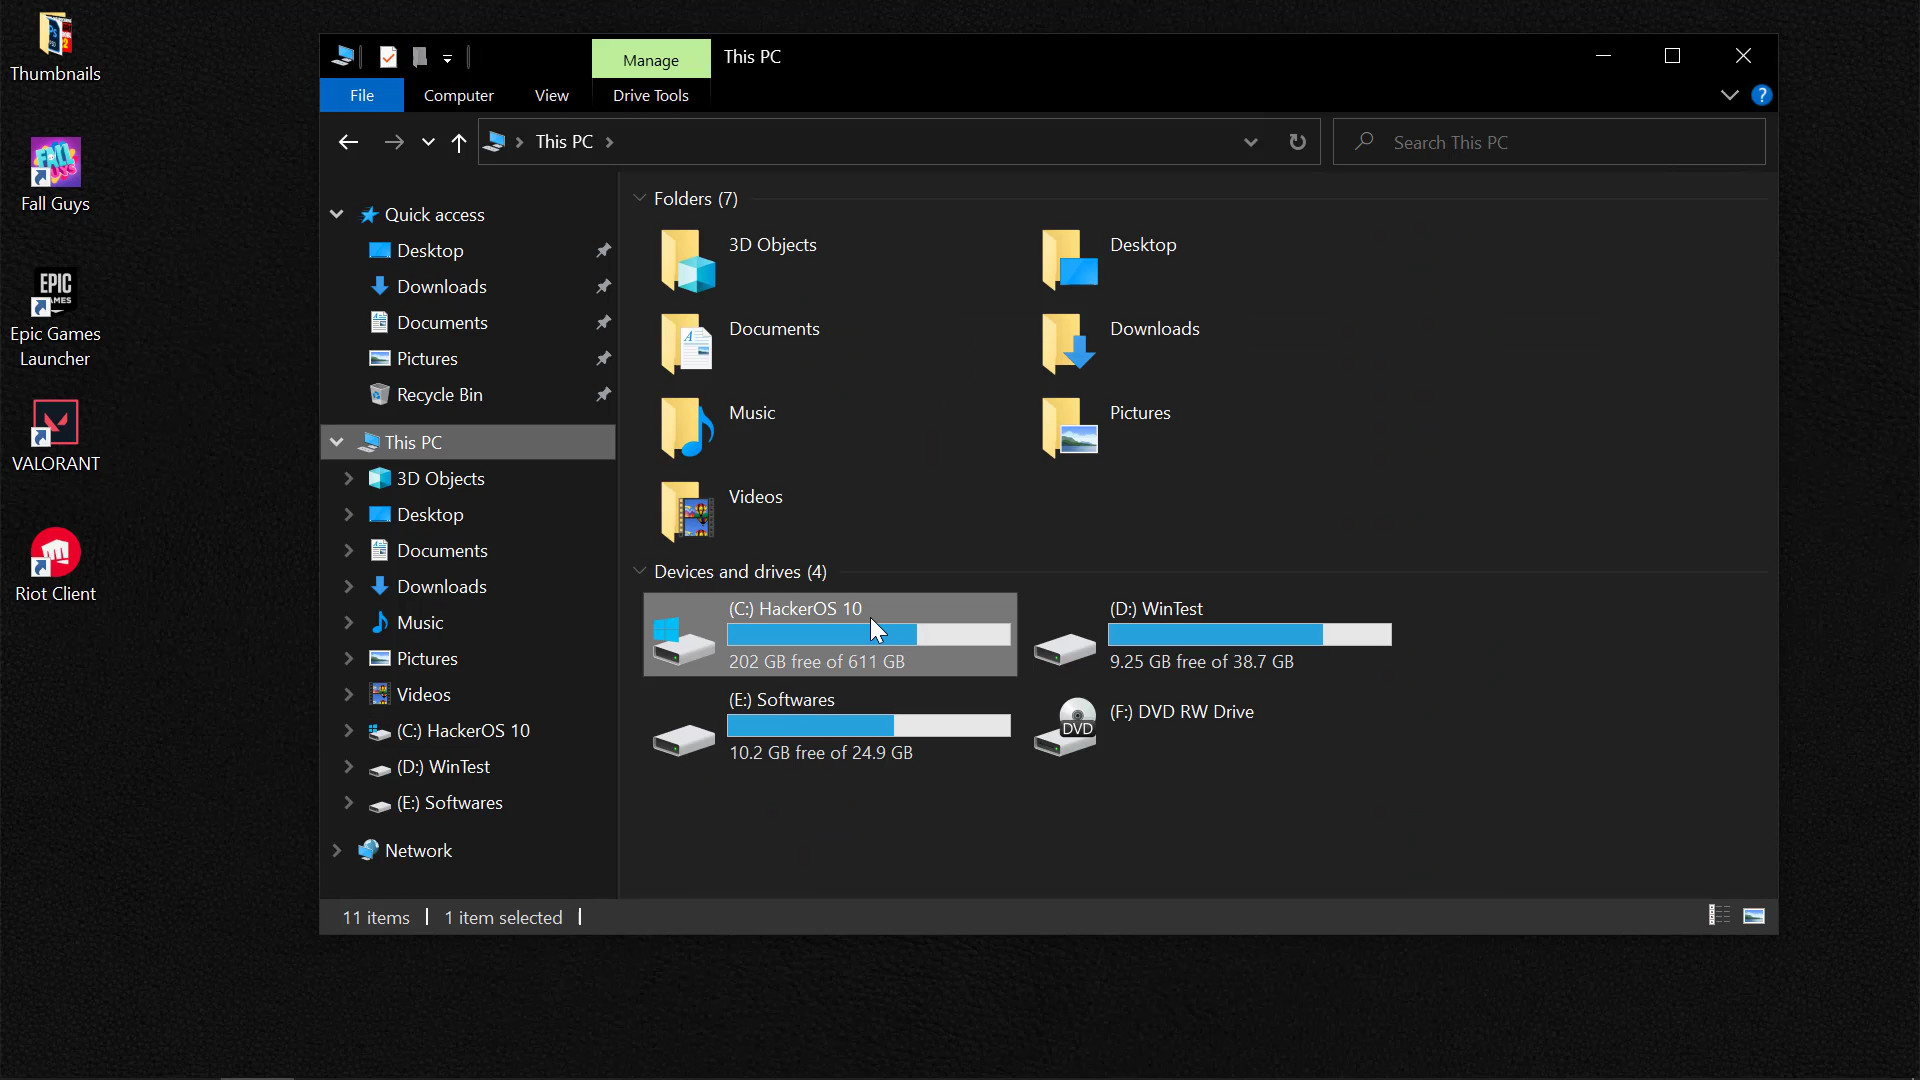 Thumbnails
Fall Guys
EPIC
Epic Games
Launcher
VALORANT
Riot Client
Manage
This PC
File
Computer
View
Drive Tools
?
This PC
Search This PC
Quick access
Desktop
Downloads
Documents
Pictures
Recycle Bin
This PC
3D Objects
Desktop
Documents
Downloads
Music
Pictures
Videos
(C:) HackerOS 10
(D:) WinTest
(E:) Softwares
Network
Folders (7)
3D Objects
Desktop
Documents
Downloads
Music
Pictures
Videos
Devices and drives (4)
(C:) HackerOS 10
202 GB free of 611 GB
(D:) WinTest
9.25 GB free of 38.7 GB
(E:) Softwares
10.2 GB free of 24.9 GB
DVD
(F:) DVD RW Drive
11 items
1 item selected